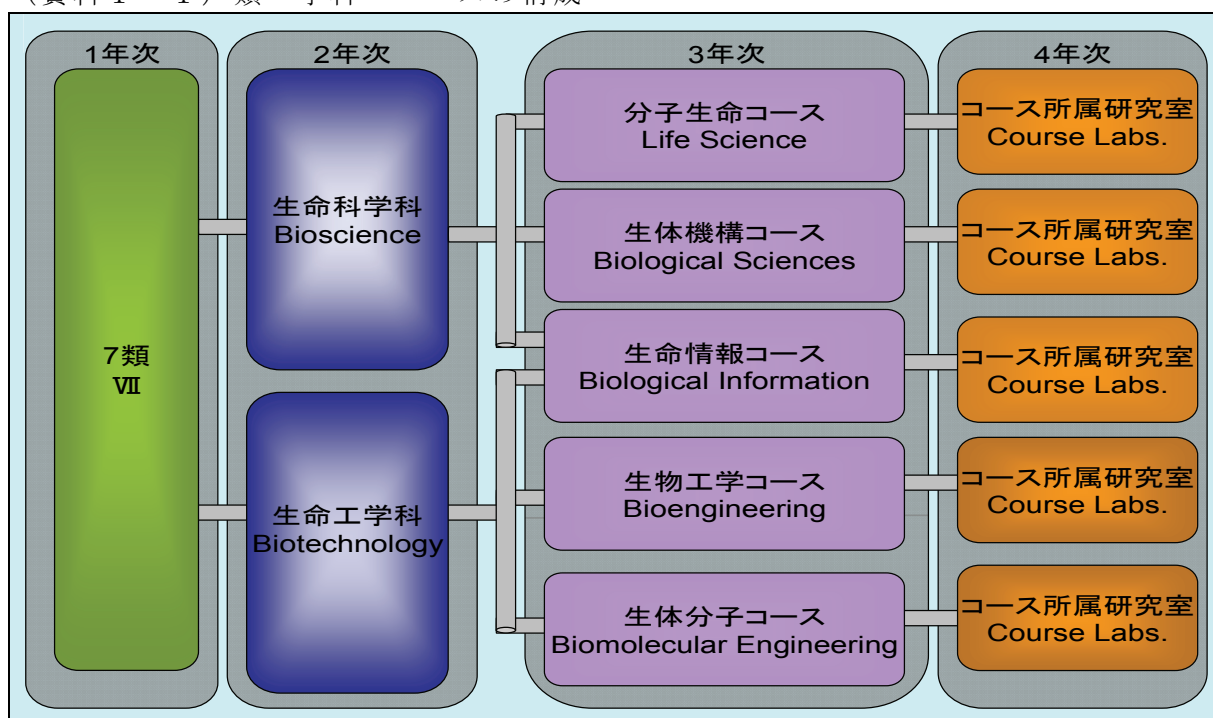 1年次
7類
Ⅶ
2年次
生命科学科
Bioscience
生命工学科
Biotechnology
3年次
分子生命コース
Life Science
生体機構コース
Biological Sciences
生命情報コース
Biological Information
生物工学コース
Bioengineering
生体分子コース
Biomolecular Engineering
4年次
コース所属研究室
Course Labs.
コース所属研究室
Course Labs.
コース所属研究室
Course Labs.
コース所属研究室
Course Labs.
コース所属研究室
Course Labs.